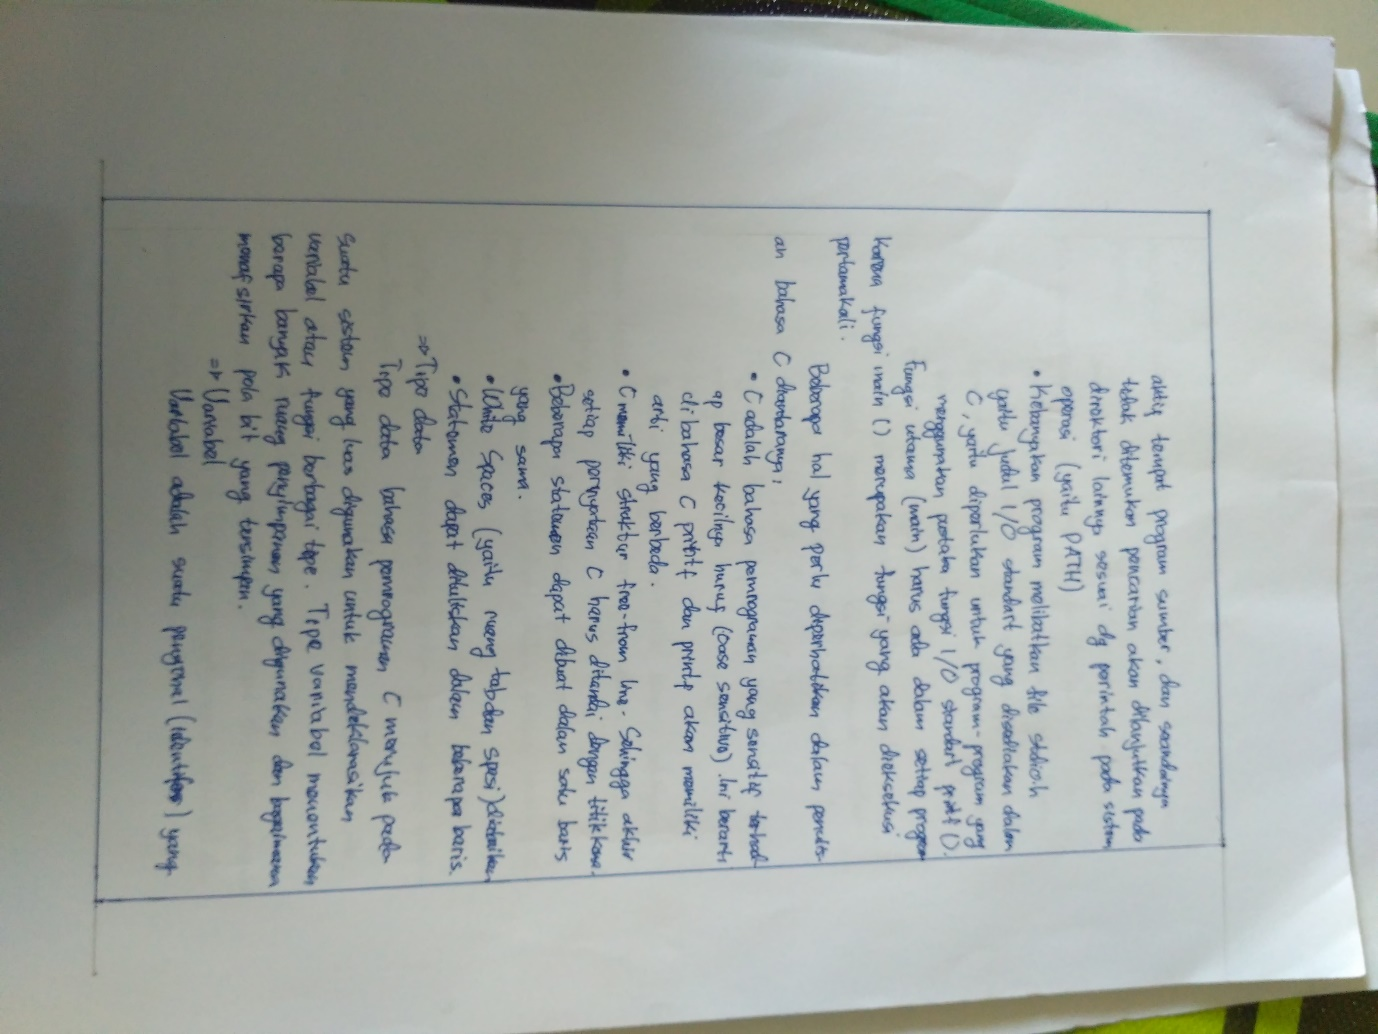 aktif tempat program sumber, dan seandainya
tidak ditemukan pencarian akan dilanjutkan pada
direktori lainnya sesuai dg perintah pada sistem
operasi (yaitu PATH)
• Kebanyakan program melibatkan file stdioh
yaitu judul I/O standart yang disediakan dalam
C, yaitu diperlukan untuk program-program yang
menggunakan pustaka fungsi I/O standart printf ().
Fungsi utama (main) harus ada dalam setiap program
karena fungsi main () merupakan fungsi yang akan dieksekusi
pertamakali.
Beberapa hal yang perlu diperhatikan dalam penulis-
an bahasa C diantaranya:
• C adalah bahasa pemrograman yang sensitif terhad-
ap besar kecilnya huruf (case sensitive). Ini berarti
di bahasa C printf dan printf akan memiliki
arti yang berbeda.
• C memiliki struktur free-from line. Sehingga akhir
setiap pernyataan C harus ditandai dengan titik koma.
• Beberapa statemen dapat dibuat dalam satu baris
yang sama.
• White Spaces (yaitu ruang tab dan spasi) diabaikan
• Statemen dapat dituliskan dalam beberapa baris.
=> Tipe data
Tipe data bahasa pemrograman C merujuk pada
suatu sistem yang luas digunakan untuk mendeklarasikan
variabel atau fungsi berbagai tipe. Tipe variabel menentukan
berapa banyak ruang penyimpanan yang digunakan dan bagaimana
menafsirkan pola bit yang tersimpan.
=> Variabel
Variabel adalah suatu pengenal (identifier) yang